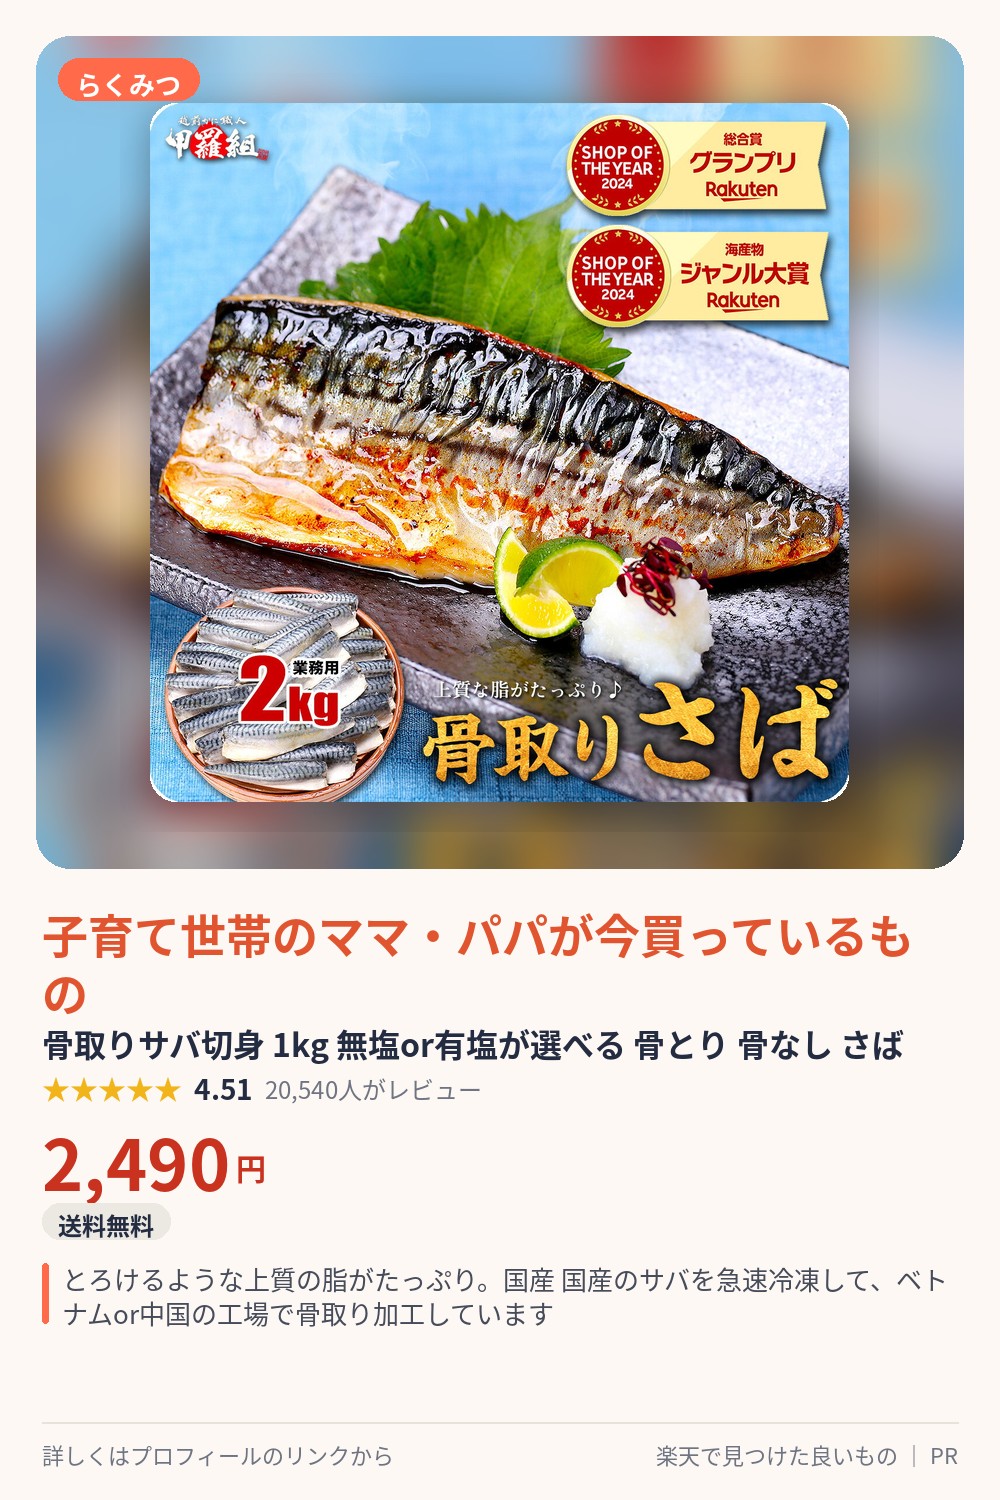 らくみつ
越前かに職人
甲羅組
SHOP OF
THE YEAR
2024
総合賞
グランプリ
Rakuten
SHOP OF
THE YEAR
2024
海産物
ジャンル大賞
Rakuten
業務用
2kg
上質な脂がたっぷり♪
骨取りさば
子育て世帯のママ・パパが今買っているも
の
骨取りサバ切身 1kg 無塩or有塩が選べる 骨とり 骨なし さば
★★★★★ 4.51 20,540人がレビュー
2,490円
送料無料
とろけるような上質の脂がたっぷり。国産 国産のサバを急速冷凍して、ベト
ナムor中国の工場で骨取り加工しています
詳しくはプロフィールのリンクから
楽天で見つけた良いもの | PR